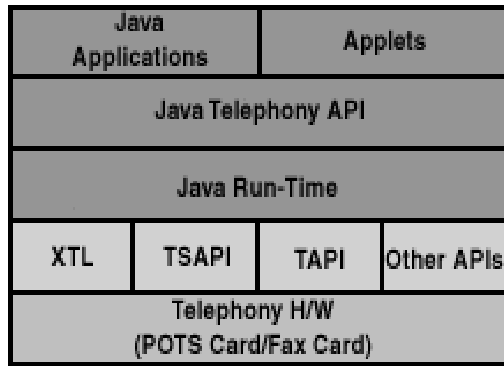 Java
Applications
Applets
Java Telephony API
Java Run-Time
XTL
TSAPI
TAPI
Other APIs
Telephony H/W
(POTS Card/Fax Card)